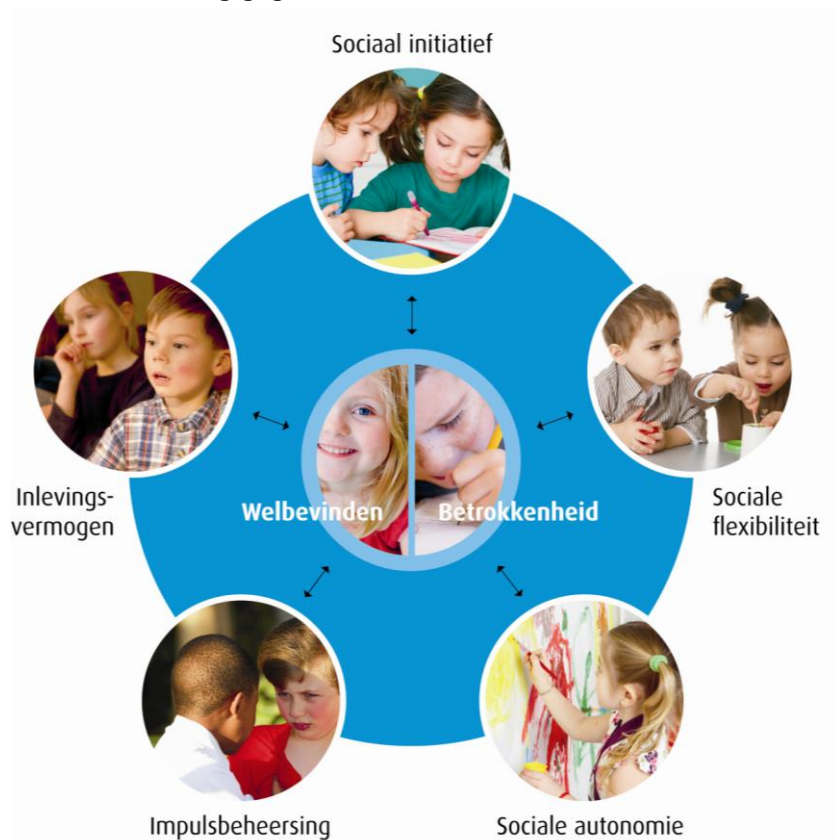 Sociaal initiatief
Inlevings-
vermogen
Welbevinden
Betrokkenheid
Sociale
flexibiliteit
Impulsbeheersing
Sociale autonomie